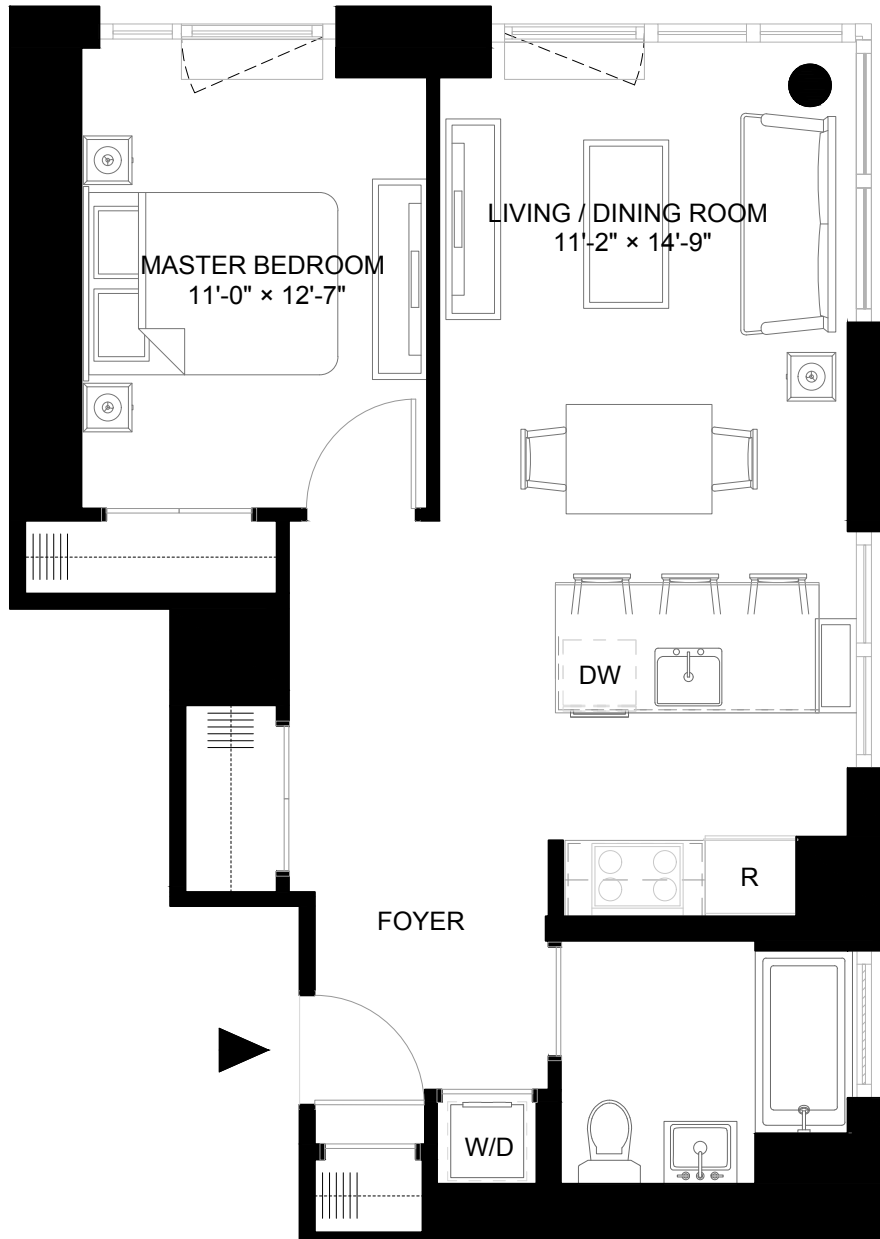 MASTER BEDROOM
11'-0" × 12'-7"
LIVING / DINING ROOM
11'-2" × 14'-9"
DW
R
FOYER
W/D